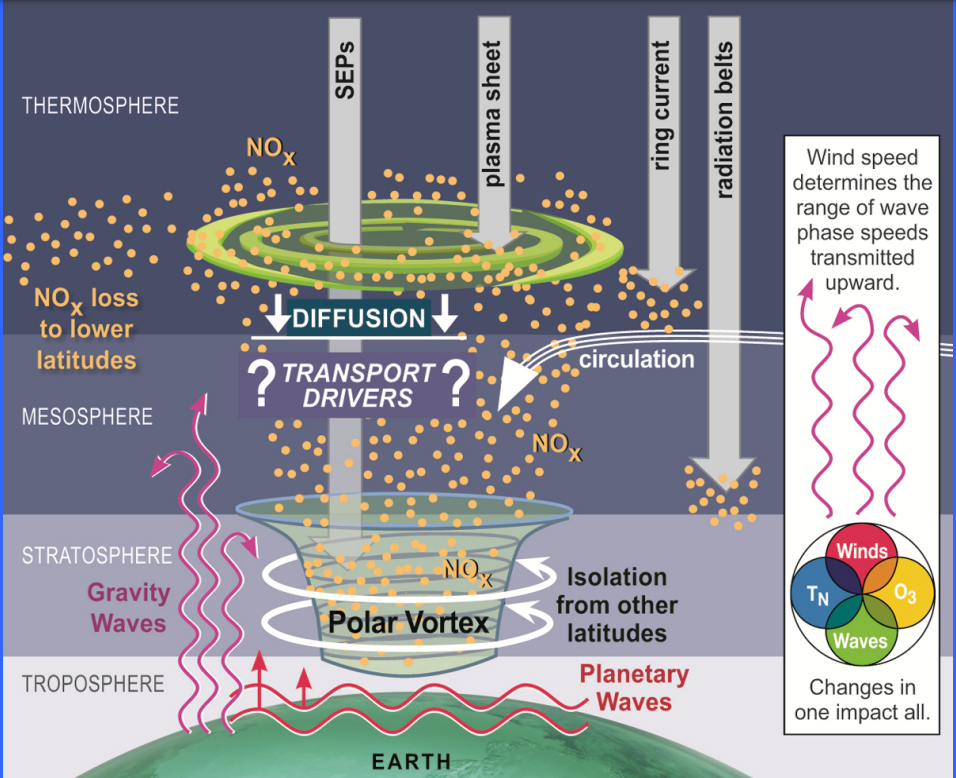 SEPs
plasma sheet
ring current
radiation belts
THERMOSPHERE
NOx
NOx loss
to lower
latitudes
DIFFUSION
? TRANSPORT ?
DRIVERS
circulation
MESOSPHERE
NOx
STRATOSPHERE
Gravity
Waves
NOx
Polar Vortex
Isolation
from other
latitudes
TROPOSPHERE
Planetary
Waves
EARTH
Wind speed
determines the
range of wave
phase speeds
transmitted
upward.
Winds
TN
O3
Waves
Changes in
one impact all.